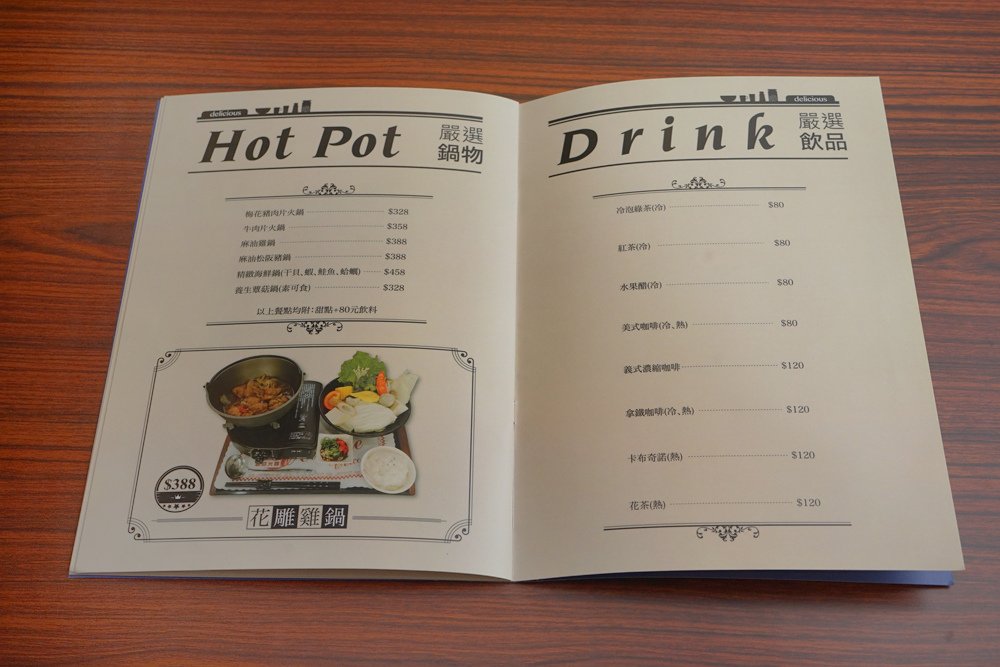 delicious
Hot Pot
嚴選
鍋物
梅花豬肉片火鍋 $328
牛肉片火鍋 $358
麻油雞鍋 $388
麻油松阪豬鍋 $388
精緻海鮮鍋(干貝、蝦、鮭魚、蛤蠣) $458
養生蕈菇鍋(素可食) $328
以上餐點均附:甜點+80元飲料
$388
花雕雞鍋
delicious
Drink
嚴選
飲品
冷泡綠茶(冷) $80
紅茶(冷) $80
水果醋(冷) $80
美式咖啡(冷、熱) $80
義式濃縮咖啡 $120
拿鐵咖啡(冷、熱) $120
卡布奇諾(熱) $120
花茶(熱) $120